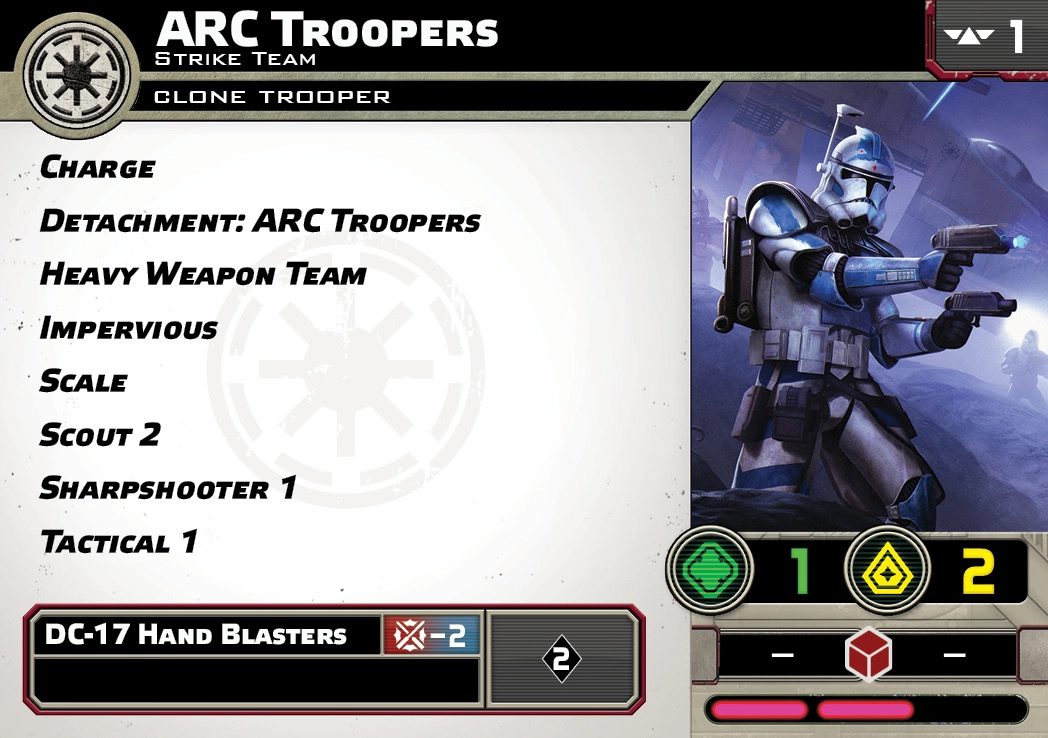 ARC Troopers
1
Strike Team
Clone Trooper
Charge
Detachment: ARC Troopers
Heavy Weapon Team
Impervious
Scale
Scout 2
Sharpshooter 1
Tactical 1
1 2
DC-17 Hand Blasters -2
2
– –